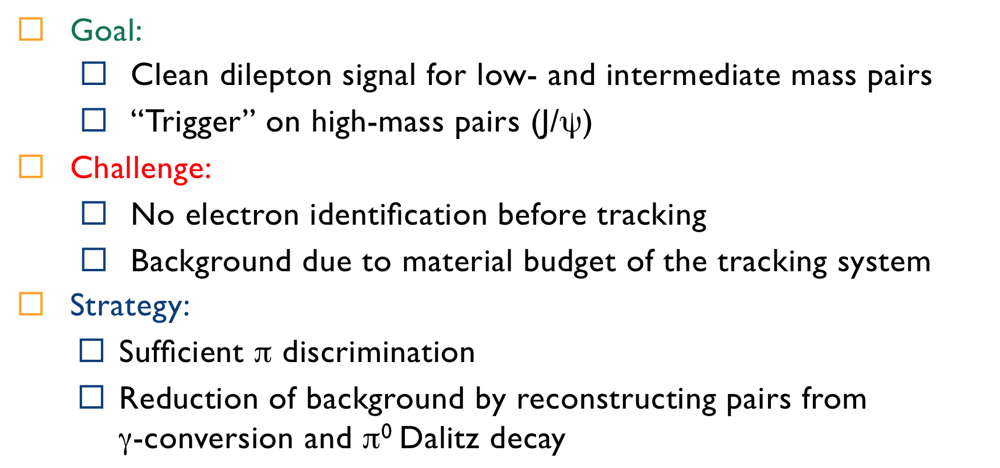 Goal:
Clean dilepton signal for low- and intermediate mass pairs
“Trigger” on high-mass pairs (J/ψ)
Challenge:
No electron identification before tracking
Background due to material budget of the tracking system
Strategy:
Sufficient π discrimination
Reduction of background by reconstructing pairs from
γ-conversion and π⁰ Dalitz decay